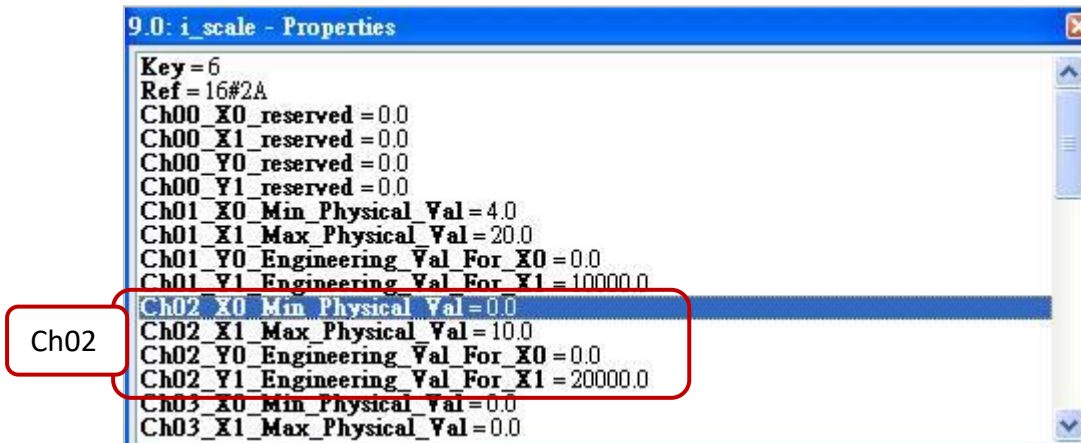 9.0: i_scale - Properties
Key = 6
Ref = 16#2A
Ch00_X0_reserved = 0.0
Ch00_X1_reserved = 0.0
Ch00_Y0_reserved = 0.0
Ch00_Y1_reserved = 0.0
Ch01_X0_Min_Physical_Val = 4.0
Ch01_X1_Max_Physical_Val = 20.0
Ch01_Y0_Engineering_Val_For_X0 = 0.0
Ch01_Y1_Engineering_Val_For_X1 = 10000.0
Ch02_X0_Min_Physical_Val = 0.0
Ch02
Ch02_X1_Max_Physical_Val = 10.0
Ch02_Y0_Engineering_Val_For_X0 = 0.0
Ch02_Y1_Engineering_Val_For_X1 = 20000.0
Ch03_X0_Min_Physical_Val = 0.0
Ch03_X1_Max_Physical_Val = 0.0